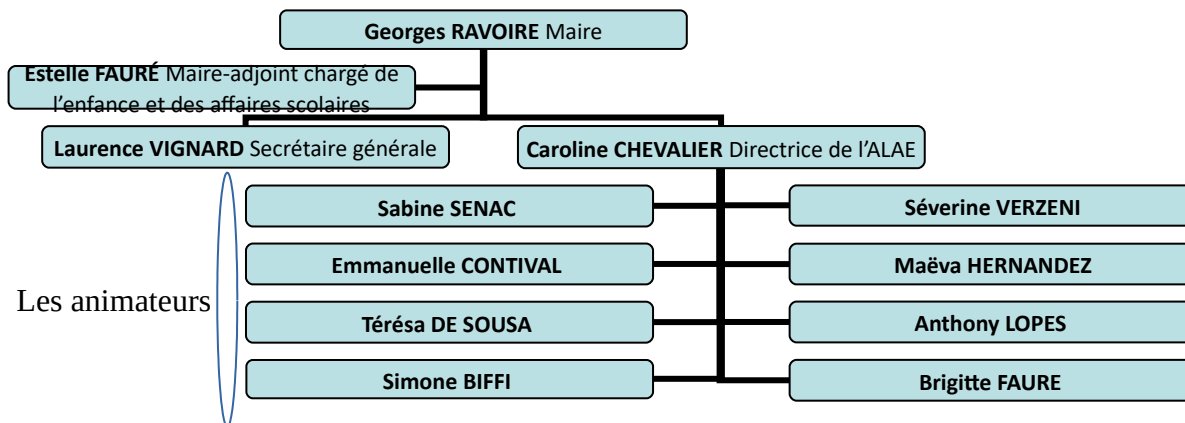 Georges RAVOIRE Maire
Estelle FAURÉ Maire-adjoint chargé de
l'enfance et des affaires scolaires
Laurence VIGNARD Secrétaire générale
Caroline CHEVALIER Directrice de l'ALAE
Sabine SENAC
Séverine VERZENI
Emmanuelle CONTIVAL
Maëva HERNANDEZ
Les animateurs
Térésa DE SOUSA
Anthony LOPES
Simone BIFFI
Brigitte FAURE